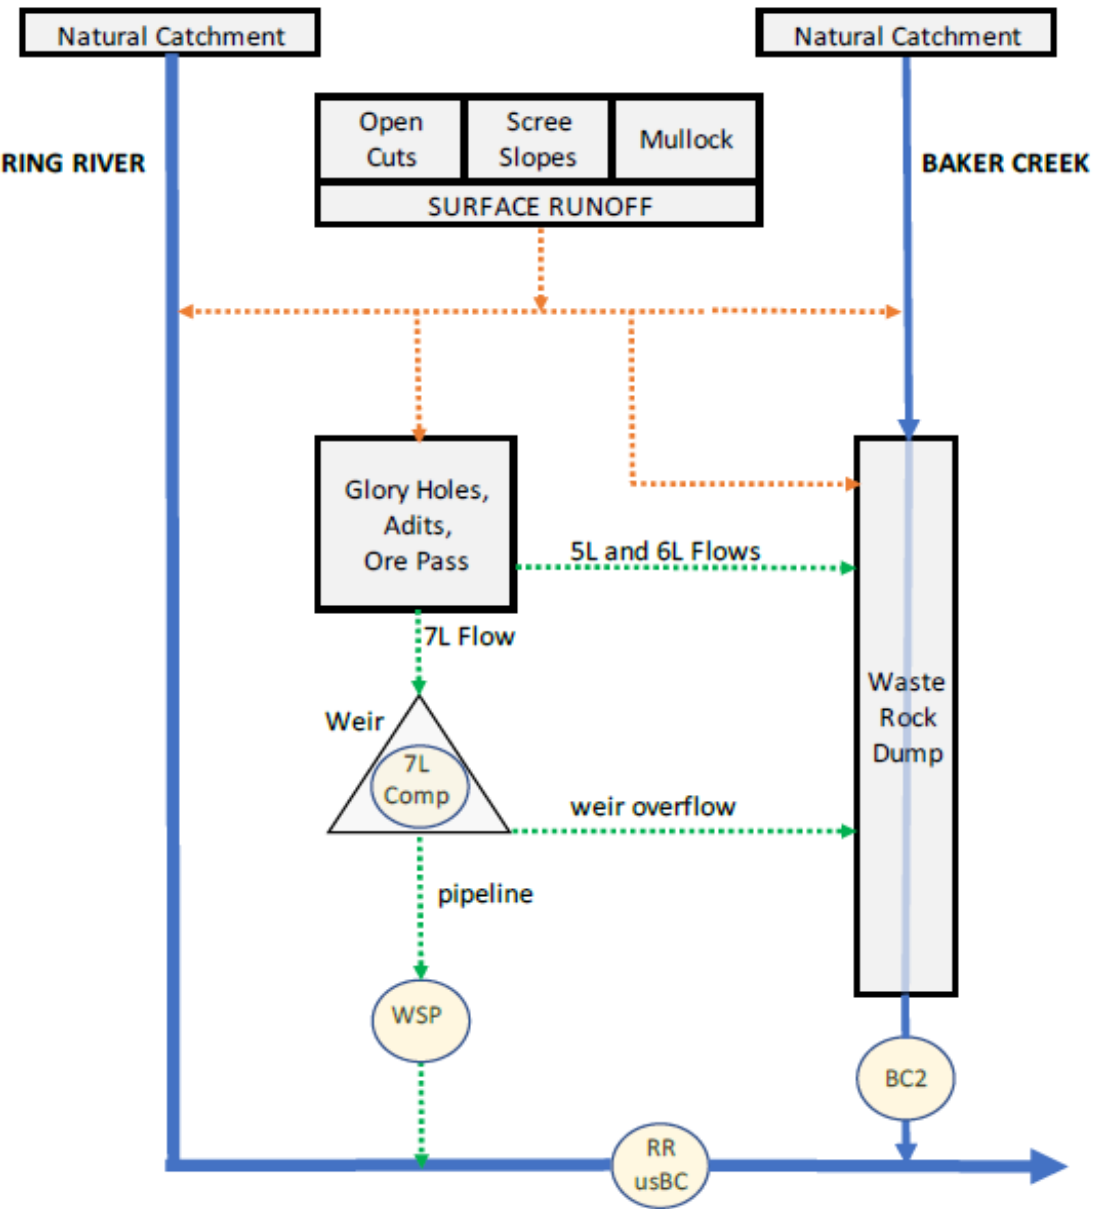 Natural Catchment
Natural Catchment
Open
Cuts
Scree
Slopes
Mullock
RING RIVER
BAKER CREEK
SURFACE RUNOFF
Glory Holes,
Adits,
Ore Pass
5L and 6L Flows
7L Flow
Waste
Rock
Dump
Weir
7L
Comp
weir overflow
pipeline
WSP
BC2
RR
usBC